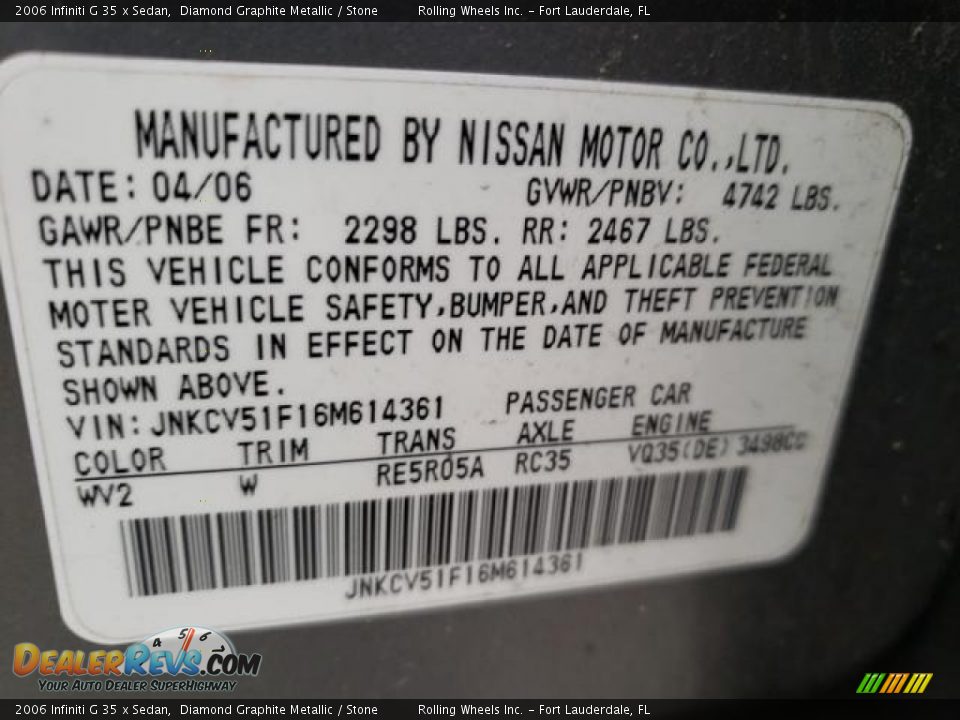 2006 Infiniti G 35 x Sedan, Diamond Graphite Metallic / Stone Rolling Wheels Inc. – Fort Lauderdale, FL
MANUFACTURED BY NISSAN MOTOR CO.,LTD.
DATE: 04/06 GVWR/PNBV: 4742 LBS.
GAWR/PNBE FR: 2298 LBS. RR: 2467 LBS.
THIS VEHICLE CONFORMS TO ALL APPLICABLE FEDERAL
MOTER VEHICLE SAFETY,BUMPER,AND THEFT PREVENTION
STANDARDS IN EFFECT ON THE DATE OF MANUFACTURE
SHOWN ABOVE.
VIN: JNKCV51F16M614361 PASSENGER CAR
COLOR TRIM TRANS AXLE ENGINE
WV2 W RE5R05A RC35 VQ35(DE) 3498CC
JNKCV51F16M614361
4 5 6 7
DEALERREVS.COM
YOUR AUTO DEALER SUPERHIGHWAY
2006 Infiniti G 35 x Sedan, Diamond Graphite Metallic / Stone Rolling Wheels Inc. – Fort Lauderdale, FL